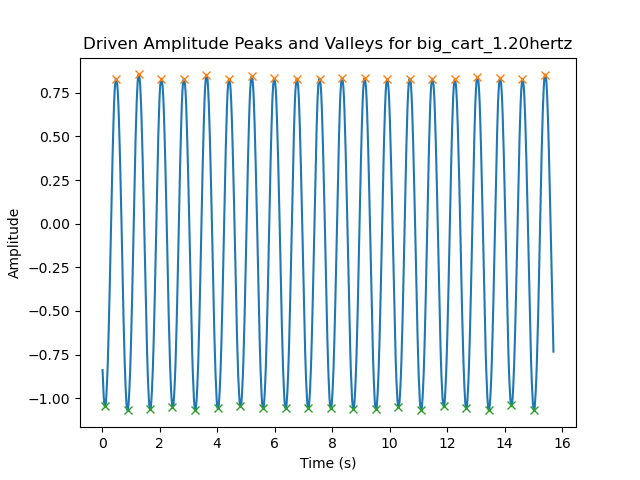 Driven Amplitude Peaks and Valleys for big_cart_1.20hertz
0.75
0.50
0.25
0.00
−0.25
−0.50
−0.75
−1.00
Amplitude
0 2 4 6 8 10 12 14 16
Time (s)